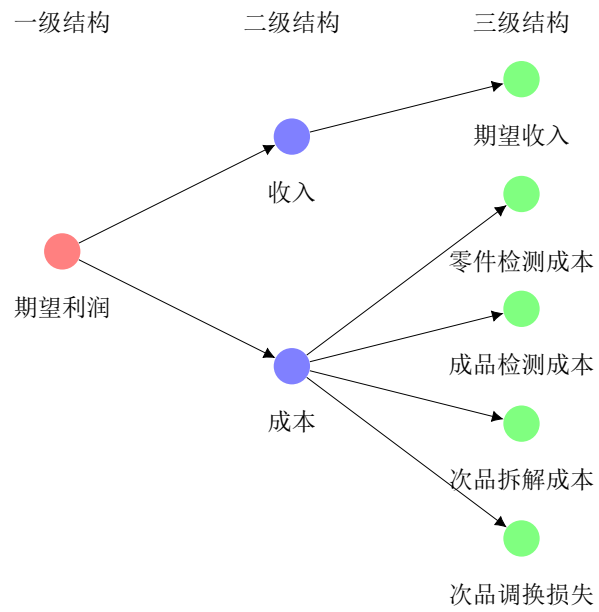 一级结构
二级结构
三级结构
期望收入
收入
零件检测成本
期望利润
成品检测成本
成本
次品拆解成本
次品调换损失